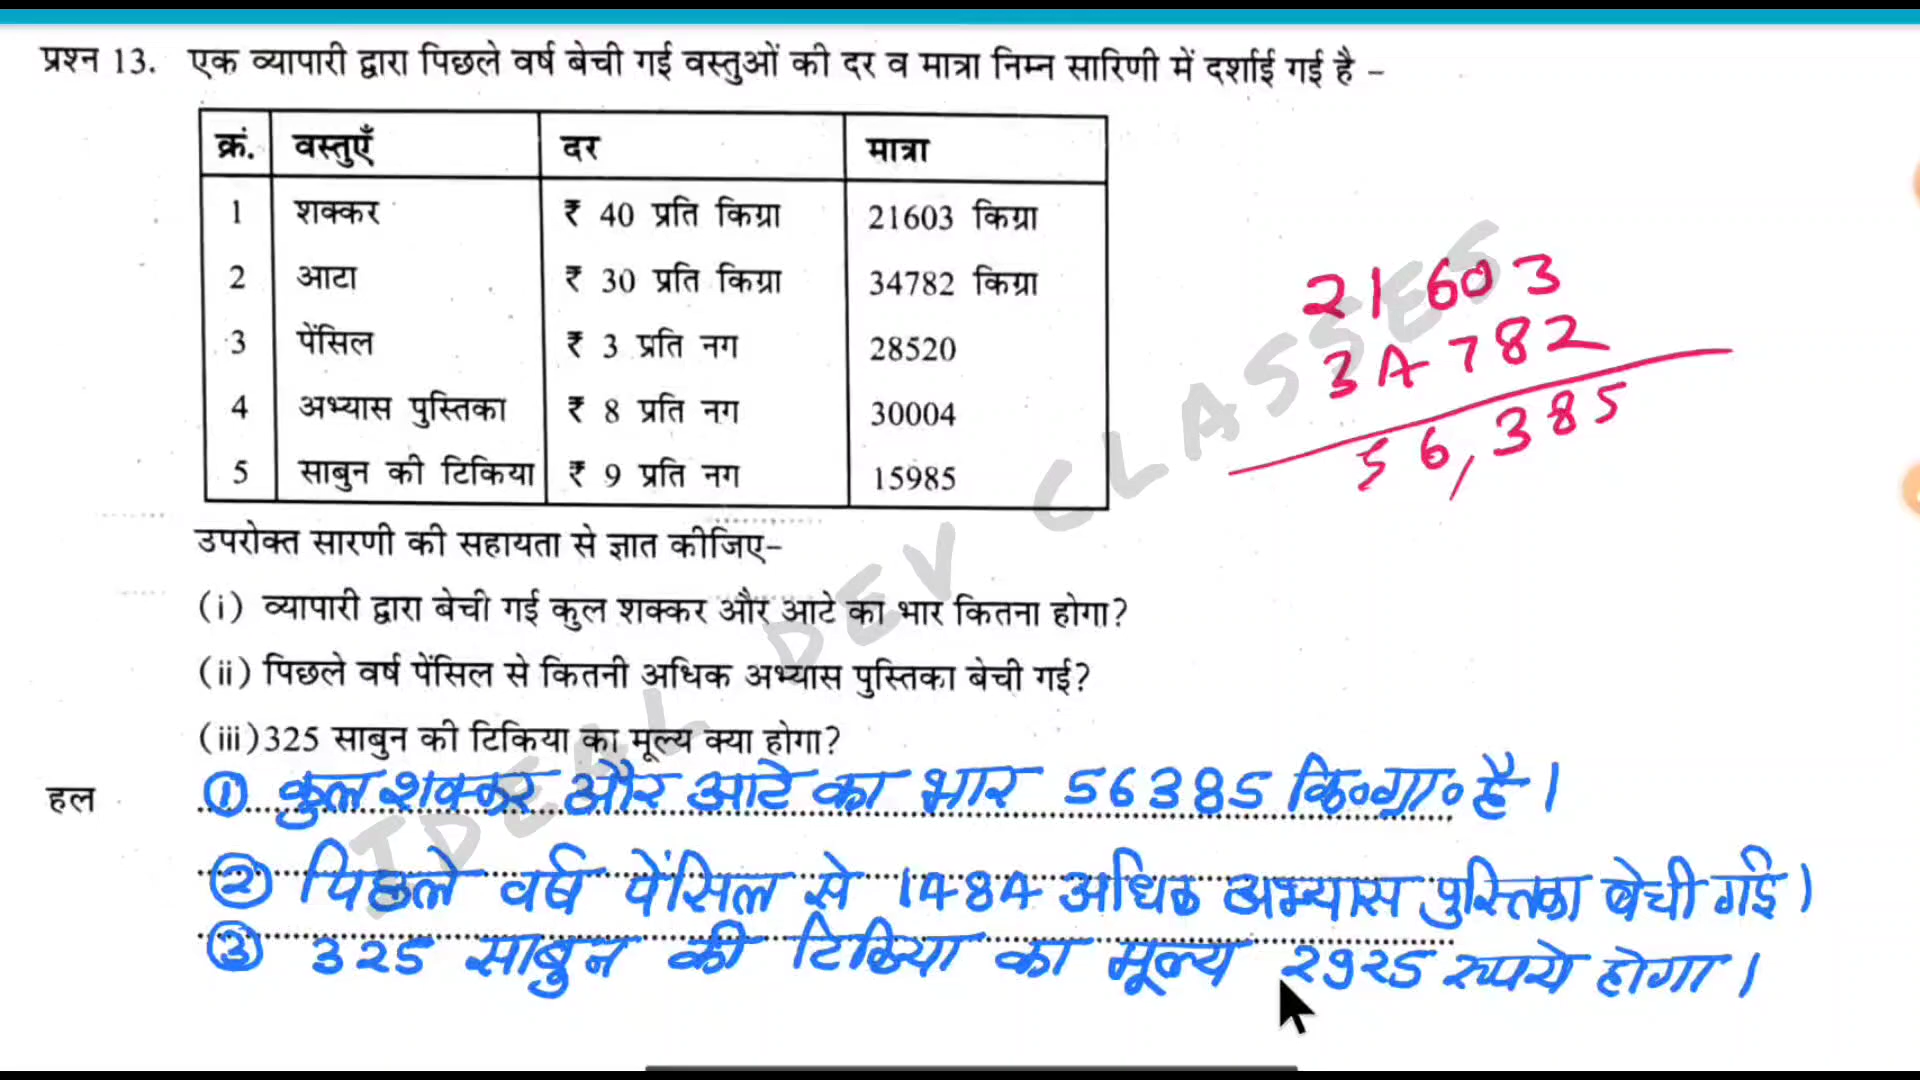 प्रश्न 13. एक व्यापारी द्वारा पिछले वर्ष बेची गई वस्तुओं की दर व मात्रा निम्न सारिणी में दर्शाई गई है –
क्रं. वस्तुएँ दर मात्रा
1 शक्कर ₹ 40 प्रति किग्रा 21603 किग्रा
2 आटा ₹ 30 प्रति किग्रा 34782 किग्रा
3 पेंसिल ₹ 3 प्रति नग 28520
4 अभ्यास पुस्तिका ₹ 8 प्रति नग 30004
5 साबुन की टिकिया ₹ 9 प्रति नग 15985
21603
34782
56,385
उपरोक्त सारणी की सहायता से ज्ञात कीजिए–
(i) व्यापारी द्वारा बेची गई कुल शक्कर और आटे का भार कितना होगा?
(ii) पिछले वर्ष पेंसिल से कितनी अधिक अभ्यास पुस्तिका बेची गई?
(iii) 325 साबुन की टिकिया का मूल्य क्या होगा?
हल ① कुल शक्कर और आटे का भार 56385 कि॰ग्रा॰ है।
② पिछले वर्ष पेंसिल से 1484 अधिक अभ्यास पुस्तिका बेची गई।
③ 325 साबुन की टिकिया का मूल्य 2925 रूपये होगा।
IDEAL DEV CLASSES